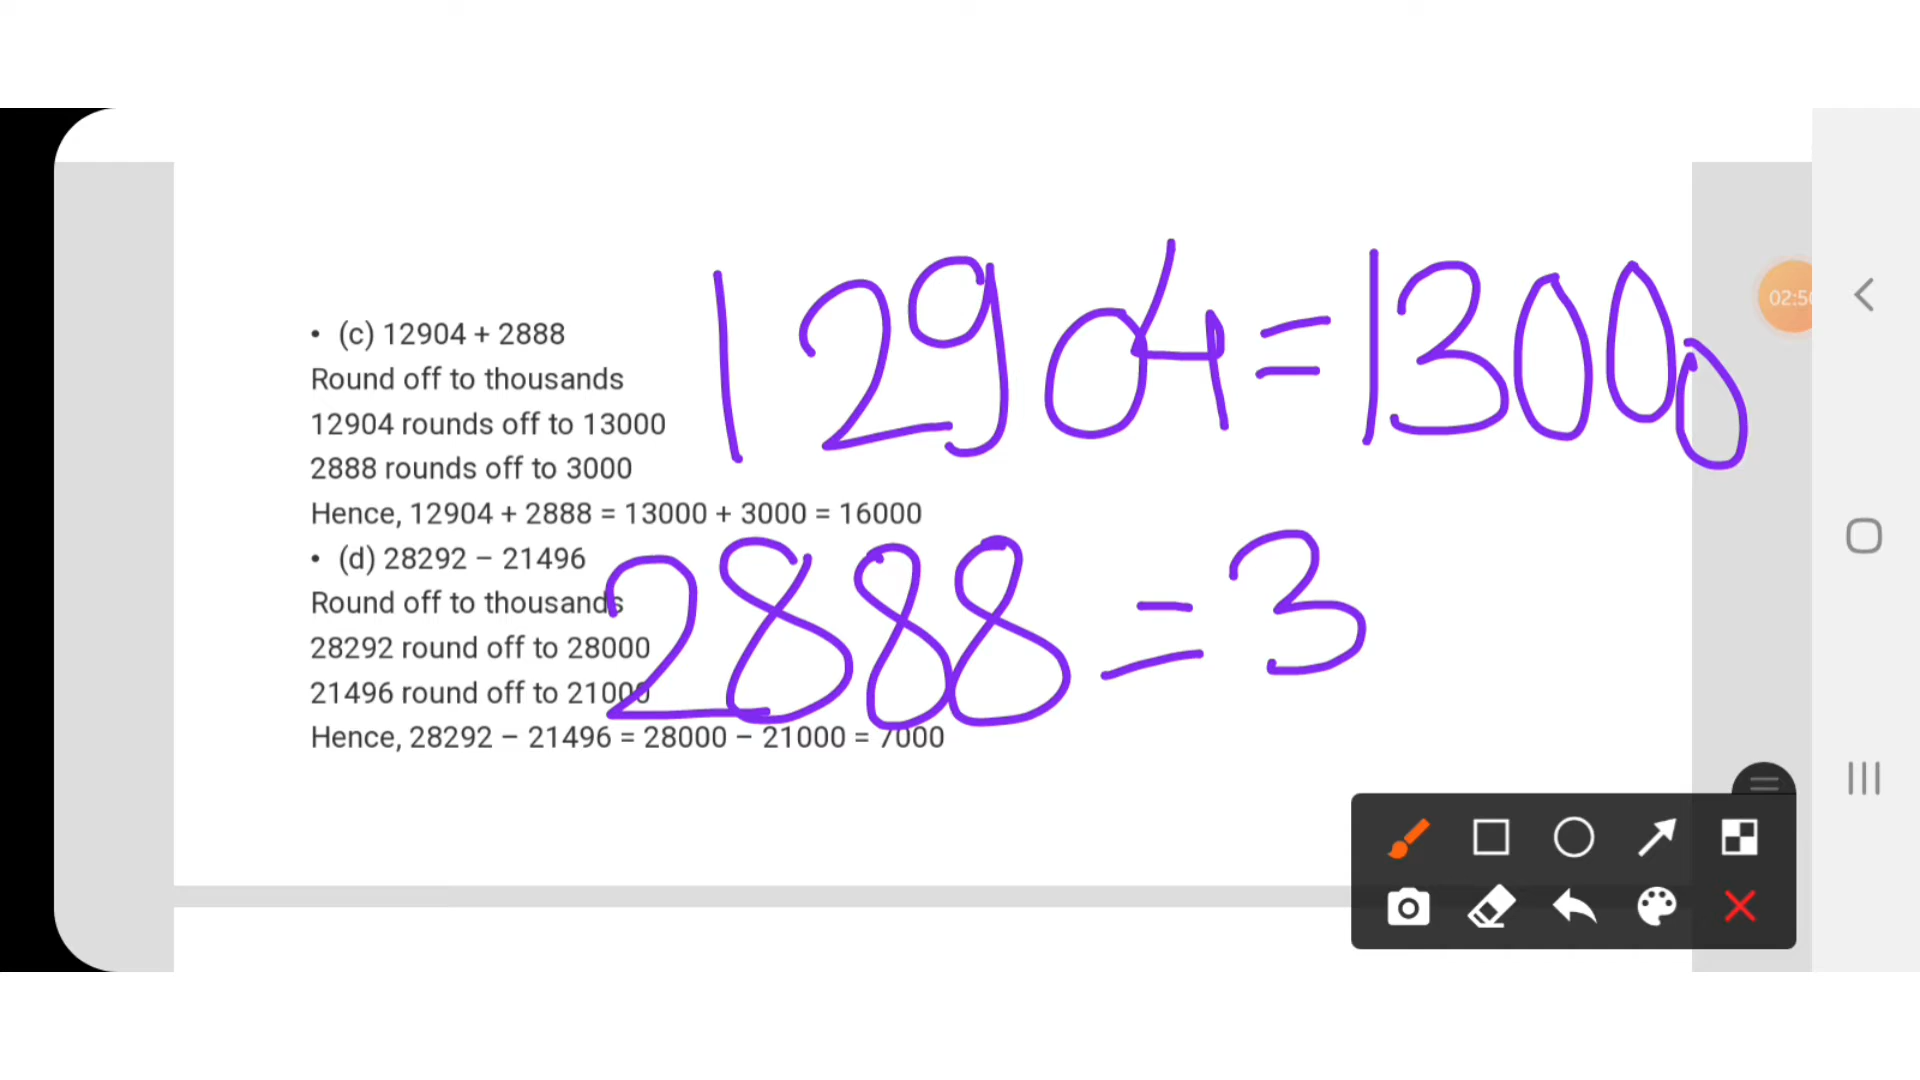 • (c) 12904 + 2888
Round off to thousands
12904 rounds off to 13000
2888 rounds off to 3000
Hence, 12904 + 2888 = 13000 + 3000 = 16000
• (d) 28292 – 21496
Round off to thousands
28292 round off to 28000
21496 round off to 21000
Hence, 28292 – 21496 = 28000 – 21000 = 7000
12904=13000
2888=3